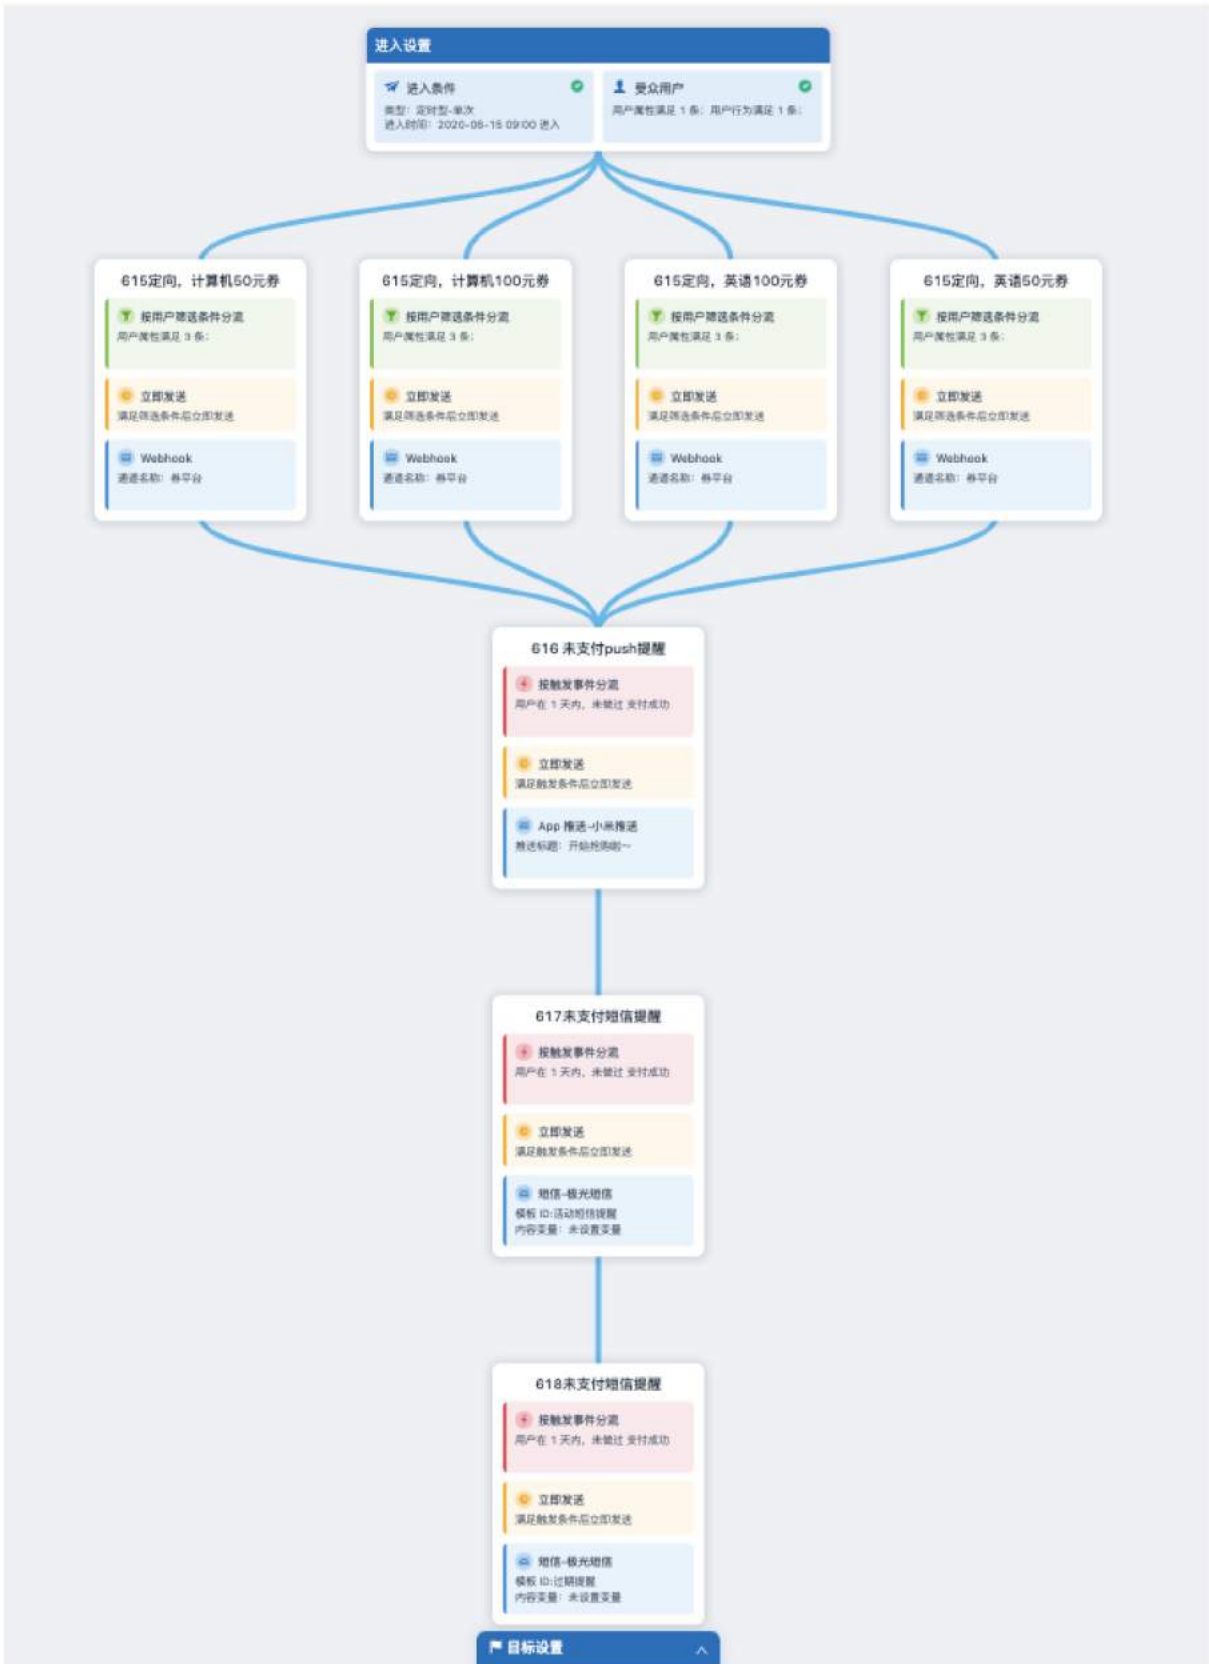 进入设置
进入条件
类型：定时型-单次
进入时间：2020-06-15 09:00 进入
受众用户
用户属性满足 1 条；用户行为满足 1 条；
615定向，计算机50元券
按用户筛选条件分流
用户属性满足 3 条；
立即发送
满足筛选条件后立即发送
Webhook
通道名称：券平台
615定向，计算机100元券
按用户筛选条件分流
用户属性满足 3 条；
立即发送
满足筛选条件后立即发送
Webhook
通道名称：券平台
615定向，英语100元券
按用户筛选条件分流
用户属性满足 3 条；
立即发送
满足筛选条件后立即发送
Webhook
通道名称：券平台
615定向，英语50元券
按用户筛选条件分流
用户属性满足 3 条；
立即发送
满足筛选条件后立即发送
Webhook
通道名称：券平台
616 未支付push提醒
按触发事件分流
用户在 1 天内，未做过 支付成功
立即发送
满足触发条件后立即发送
App 推送-小米推送
推送标题：开始抢购啦～
617未支付短信提醒
按触发事件分流
用户在 1 天内，未做过 支付成功
立即发送
满足触发条件后立即发送
短信-极光短信
模板 ID:活动短信提醒
内容变量：未设置变量
618未支付短信提醒
按触发事件分流
用户在 1 天内，未做过 支付成功
立即发送
满足触发条件后立即发送
短信-极光短信
模板 ID:过期提醒
内容变量：未设置变量
目标设置